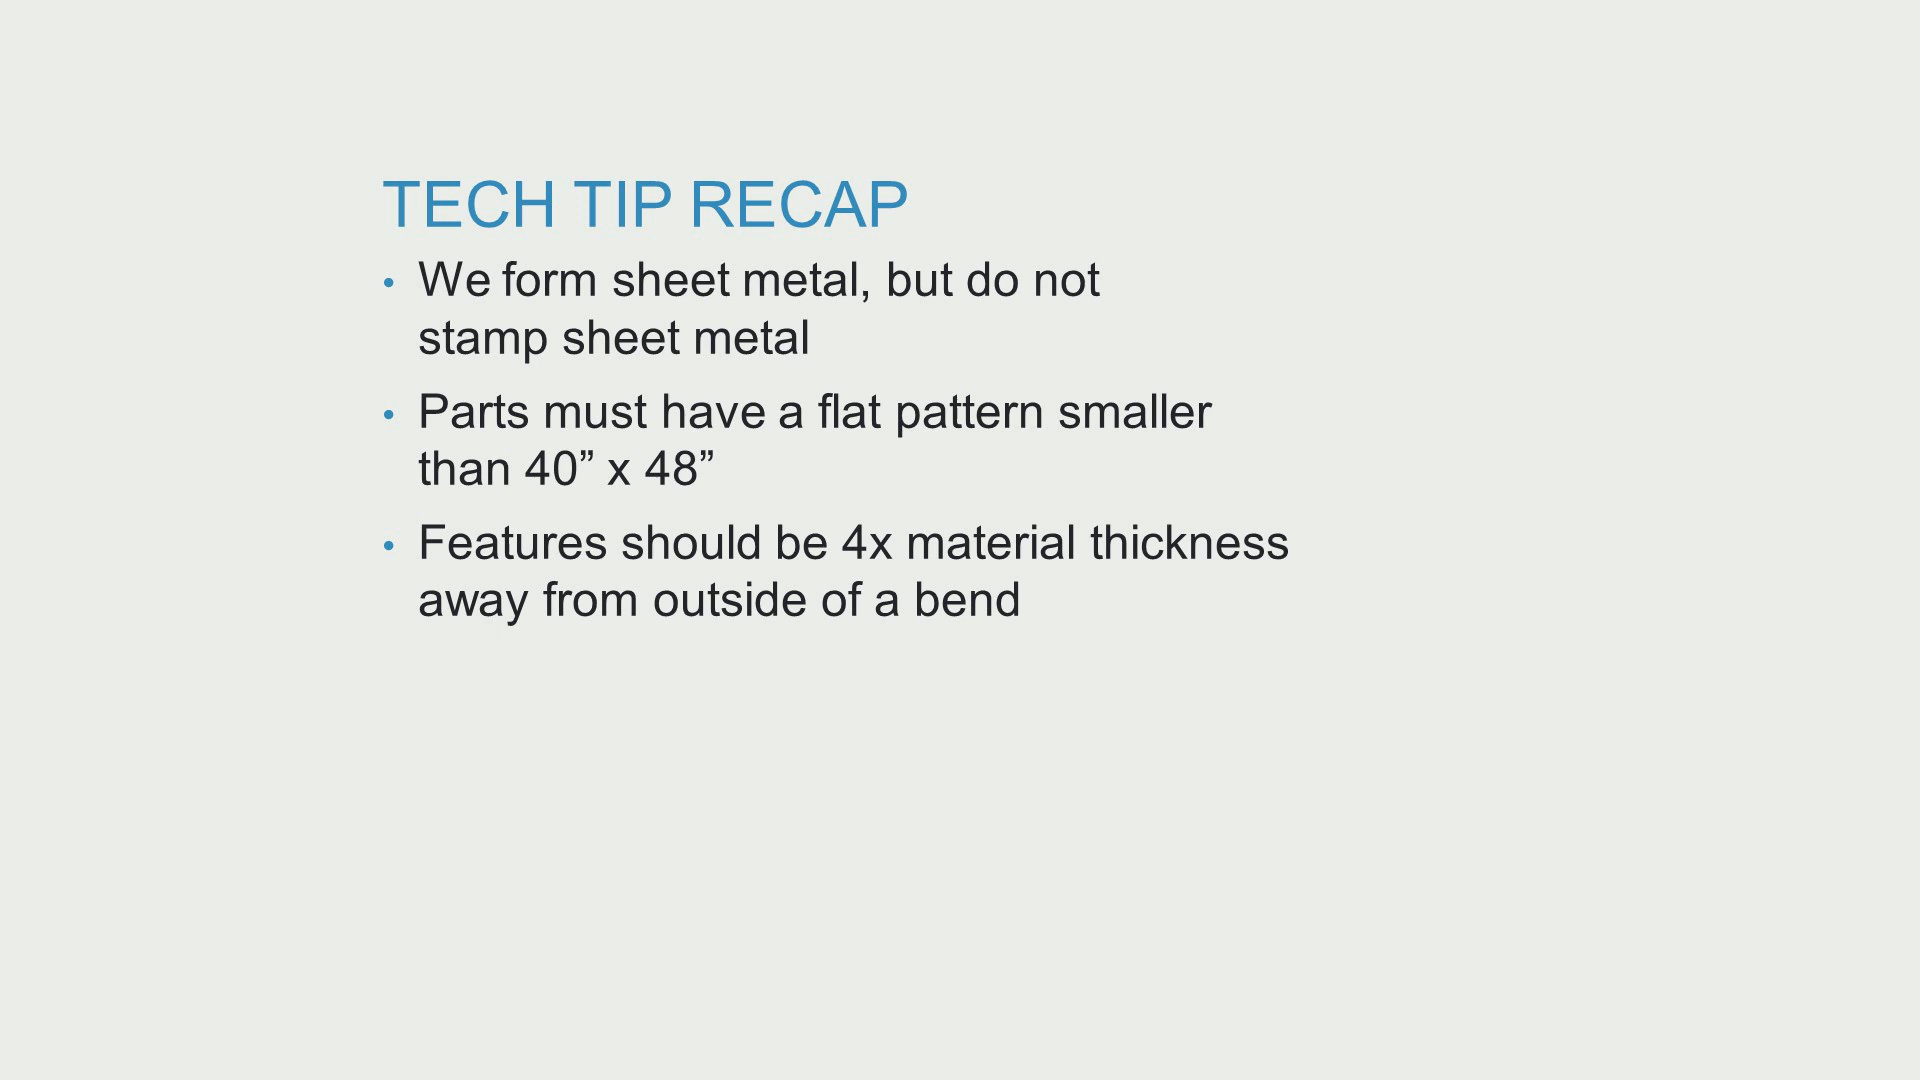 TECH TIP RECAP
• We form sheet metal, but do not
stamp sheet metal
• Parts must have a flat pattern smaller
than 40” x 48”
• Features should be 4x material thickness
away from outside of a bend